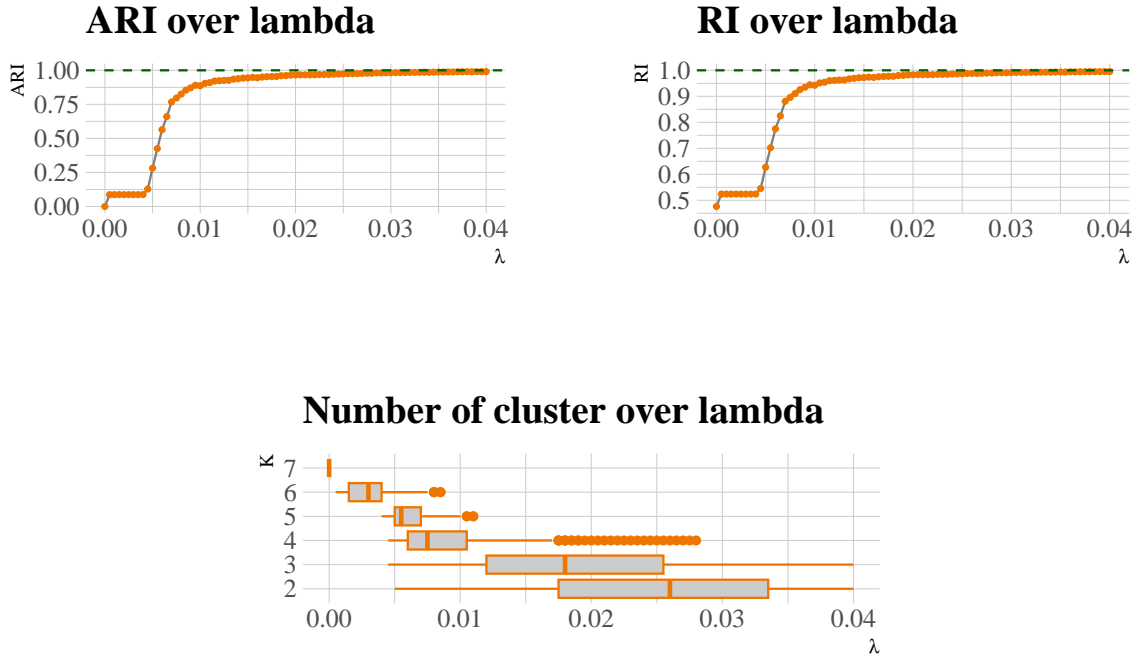 ARI over lambda
ARI
1.00
0.75
0.50
0.25
0.00
0.00 0.01 0.02 0.03 0.04
λ
RI over lambda
RI
1.0
0.9
0.8
0.7
0.6
0.5
0.00 0.01 0.02 0.03 0.04
λ
Number of cluster over lambda
K
7
6
5
4
3
2
0.00 0.01 0.02 0.03 0.04
λ